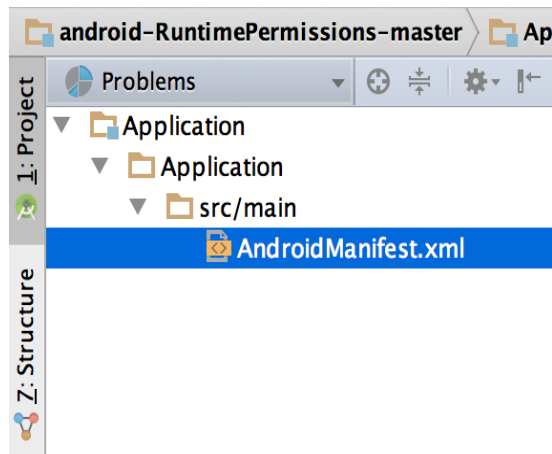 android-RuntimePermissions-master Ap
1: Project
Problems
Application
Application
src/main
AndroidManifest.xml
Z: Structure